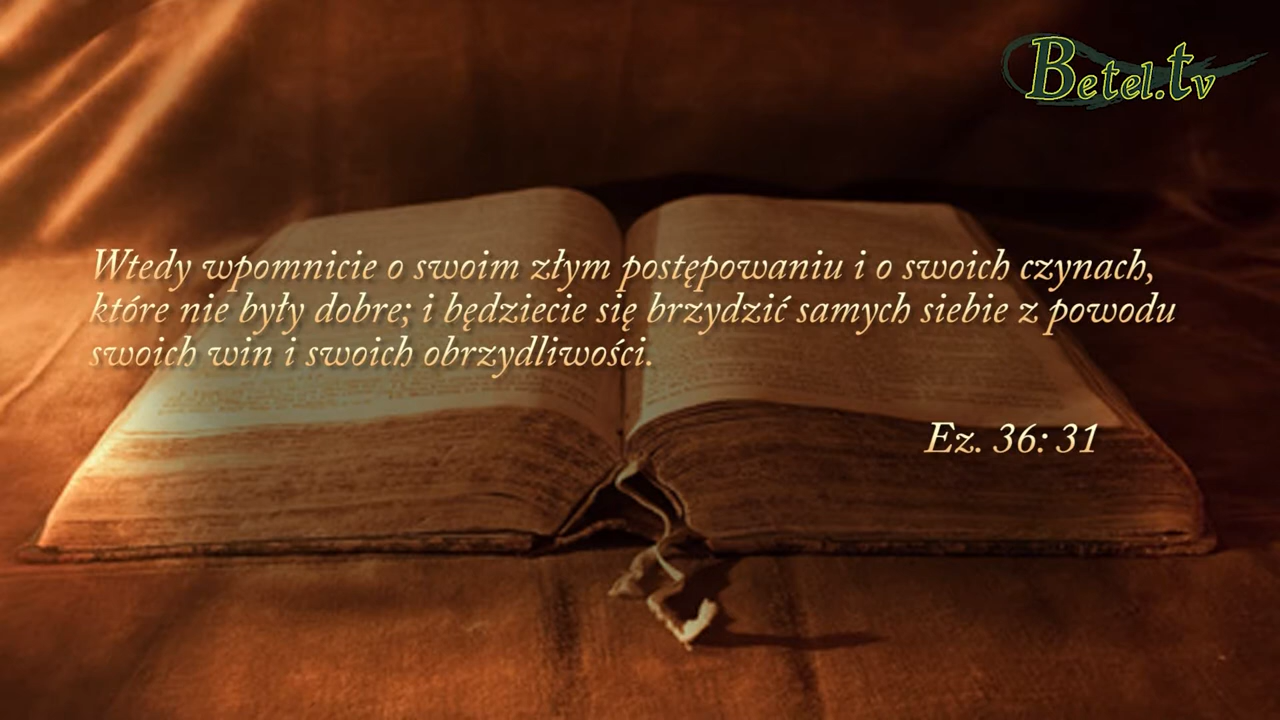 Betel.tv
Wtedy wpomnicie o swoim złym postępowaniu i o swoich czynach,
które nie były dobre; i będziecie się brzydzić samych siebie z powodu
swoich win i swoich obrzydliwości.
Ez. 36: 31